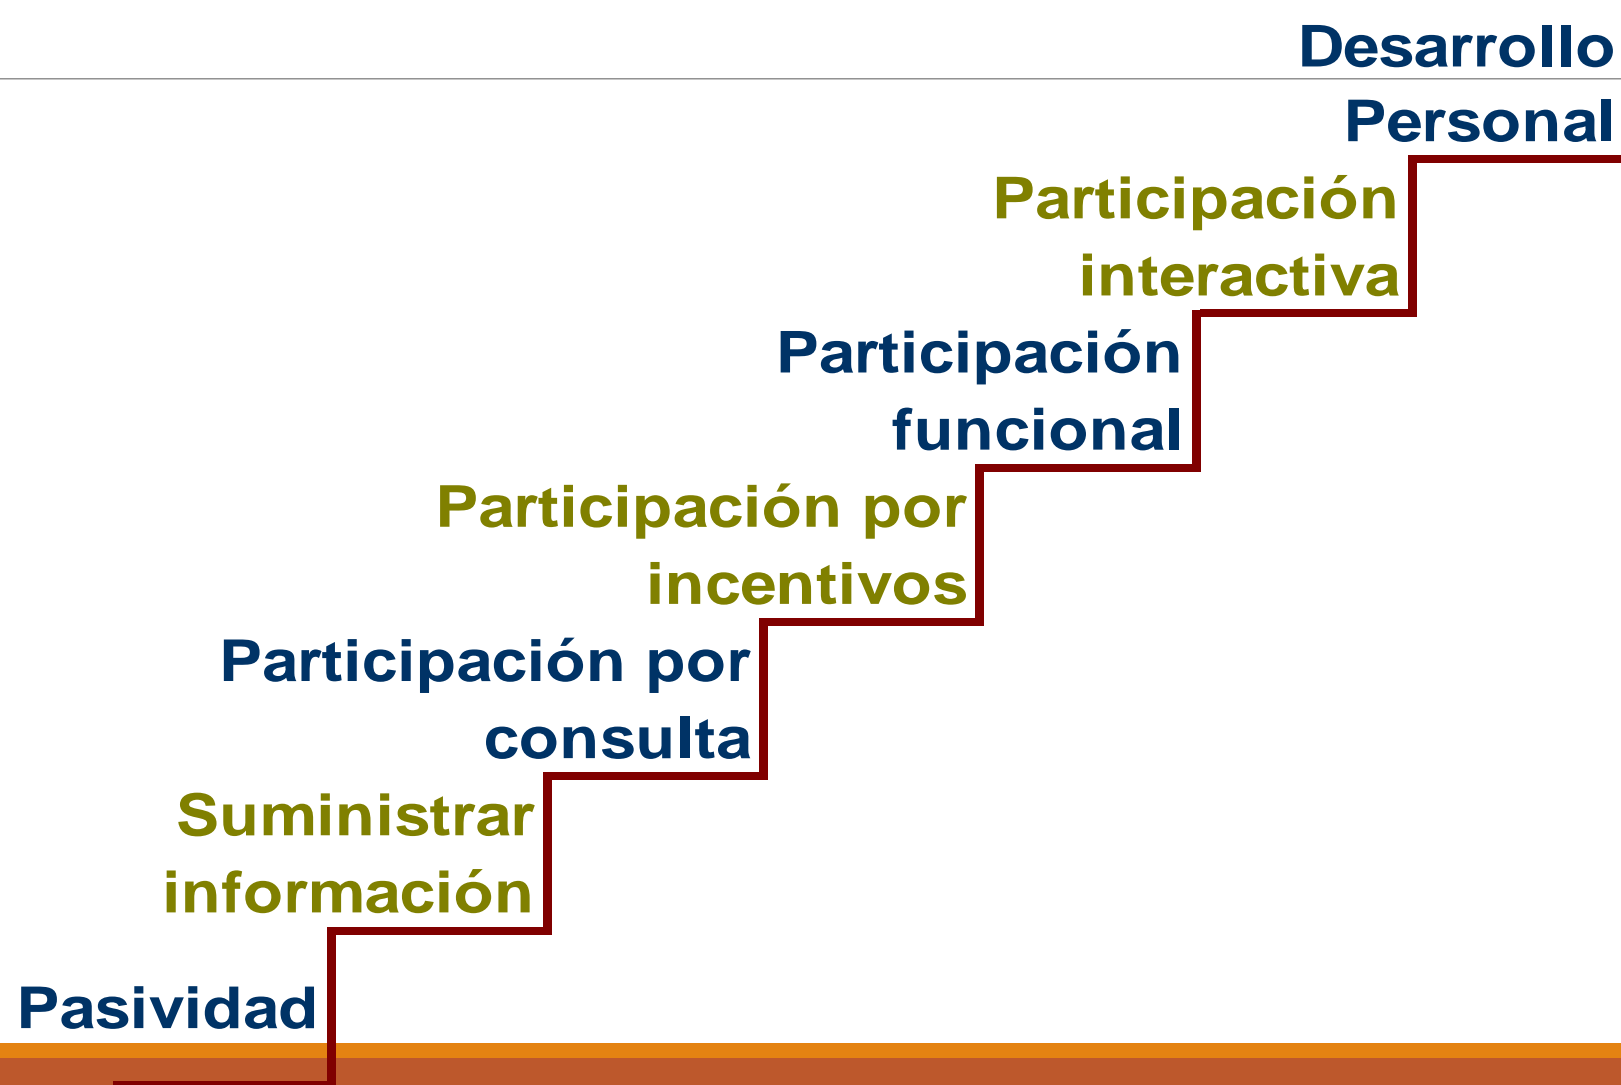 Desarrollo
Personal
Participación
interactiva
Participación
funcional
Participación por
incentivos
Participación por
consulta
Suministrar
información
Pasividad